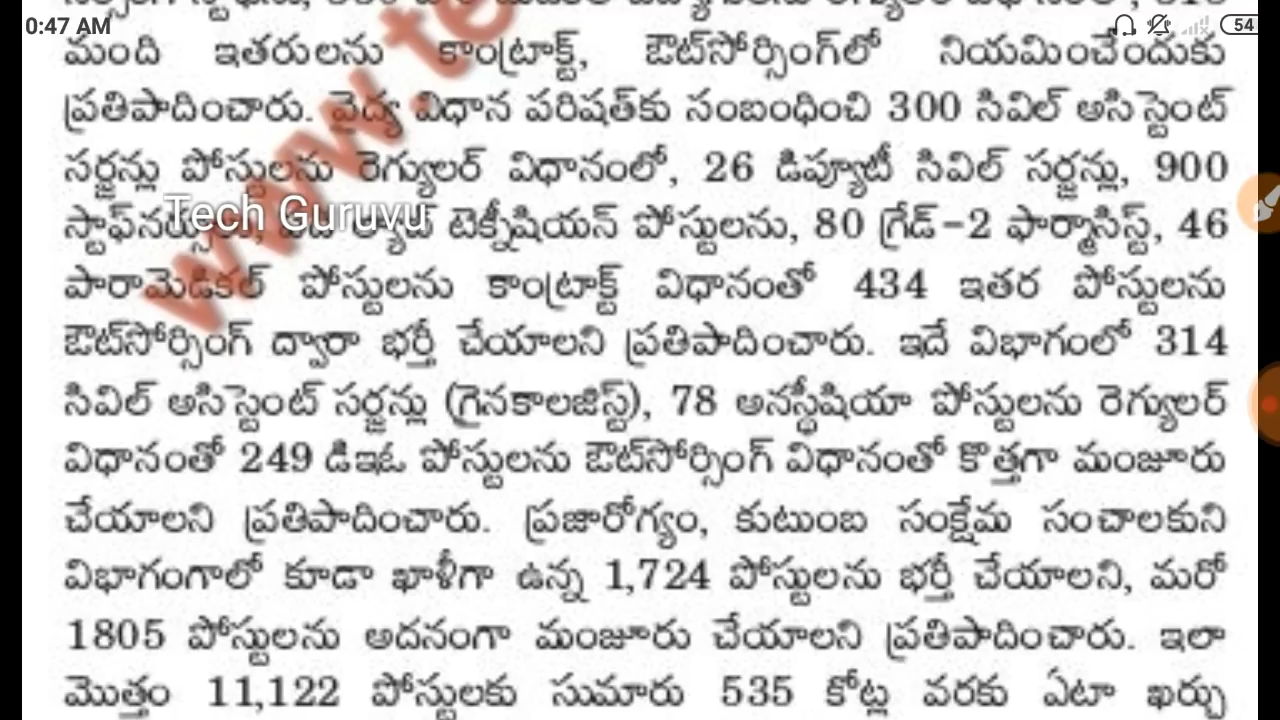 0:47 AM
54
మంది ఇతరులను కాంట్రాక్ట్, ఔట్‌సోర్సింగ్‌లో నియమించేందుకు
ప్రతిపాదించారు. వైద్య విధాన పరిషత్‌కు సంబంధించి 300 సివిల్ అసిస్టెంట్
సర్జన్లు పోస్టులను రెగ్యులర్ విధానంలో, 26 డిప్యూటీ సివిల్ సర్జన్లు, 900
Tech Guruvu
టెక్నీషియన్ పోస్టులను, 80 గ్రేడ్-2 ఫార్మాసిస్ట్, 46
పారామెడికల్ పోస్టులను కాంట్రాక్ట్ విధానంతో 434 ఇతర పోస్టులను
ఔట్‌సోర్సింగ్ ద్వారా భర్తీ చేయాలని ప్రతిపాదించారు. ఇదే విభాగంలో 314
సివిల్ అసిస్టెంట్ సర్జన్లు (గైనకాలజిస్ట్), 78 అనస్థీషియా పోస్టులను రెగ్యులర్
విధానంతో 249 డీఇఓ పోస్టులను ఔట్‌సోర్సింగ్ విధానంతో కొత్తగా మంజూరు
చేయాలని ప్రతిపాదించారు. ప్రజారోగ్యం, కుటుంబ సంక్షేమ సంచాలకుని
విభాగంగాలో కూడా ఖాళీగా ఉన్న 1,724 పోస్టులను భర్తీ చేయాలని, మరో
1805 పోస్టులను అదనంగా మంజూరు చేయాలని ప్రతిపాదించారు. ఇలా
మొత్తం 11,122 పోస్టులకు సుమారు 535 కోట్ల వరకు ఏటా ఖర్చు
www.te